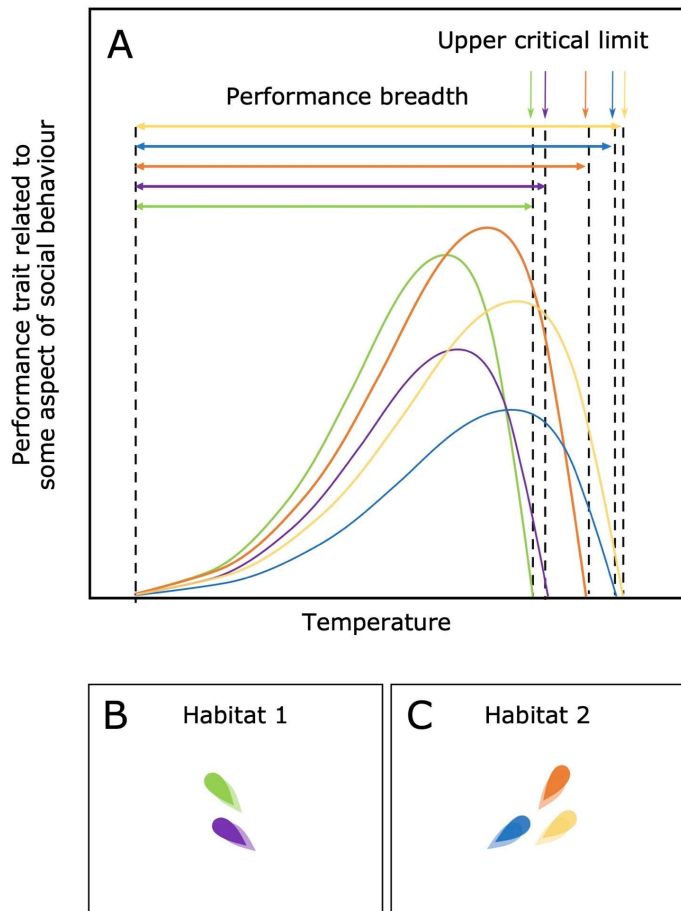 A
Upper critical limit
Performance breadth
Performance trait related to
some aspect of social behaviour
Temperature
B
Habitat 1
C
Habitat 2